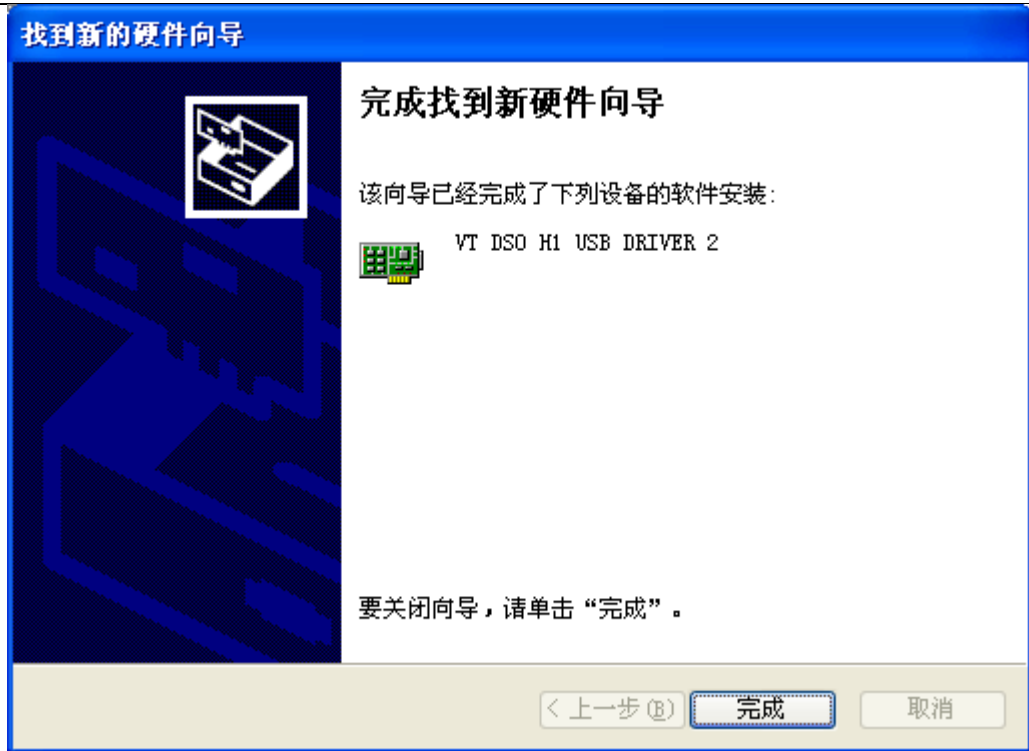 找到新的硬件向导
完成找到新硬件向导
该向导已经完成了下列设备的软件安装:
VT DSO H1 USB DRIVER 2
要关闭向导，请单击“完成”。
< 上一步(B)
完成
取消